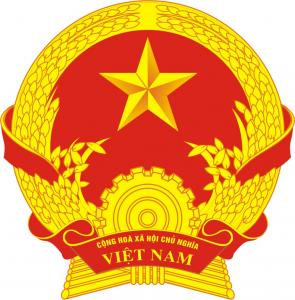 CỘNG HOÀ XÃ HỘI CHỦ NGHĨA
VIỆT NAM